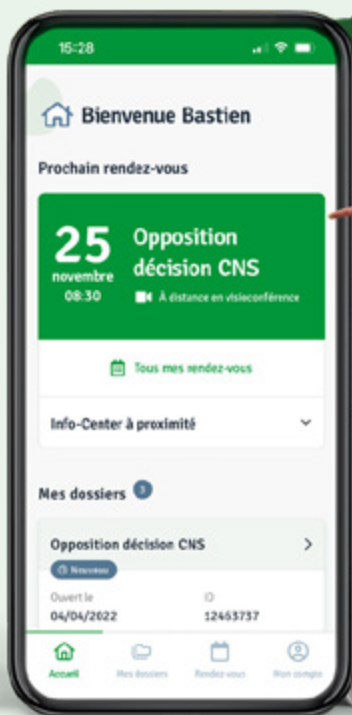 15:28
Bienvenue Bastien
Prochain rendez-vous
25
novembre
08:30
Opposition
décision CNS
À distance en visioconférence
Tous mes rendez-vous
Info-Center à proximité
Mes dossiers 3
Opposition décision CNS
Nouveau
Ouvert le
04/04/2022
ID
12463737
Accueil
Mes dossiers
Rendez-vous
Mon compte